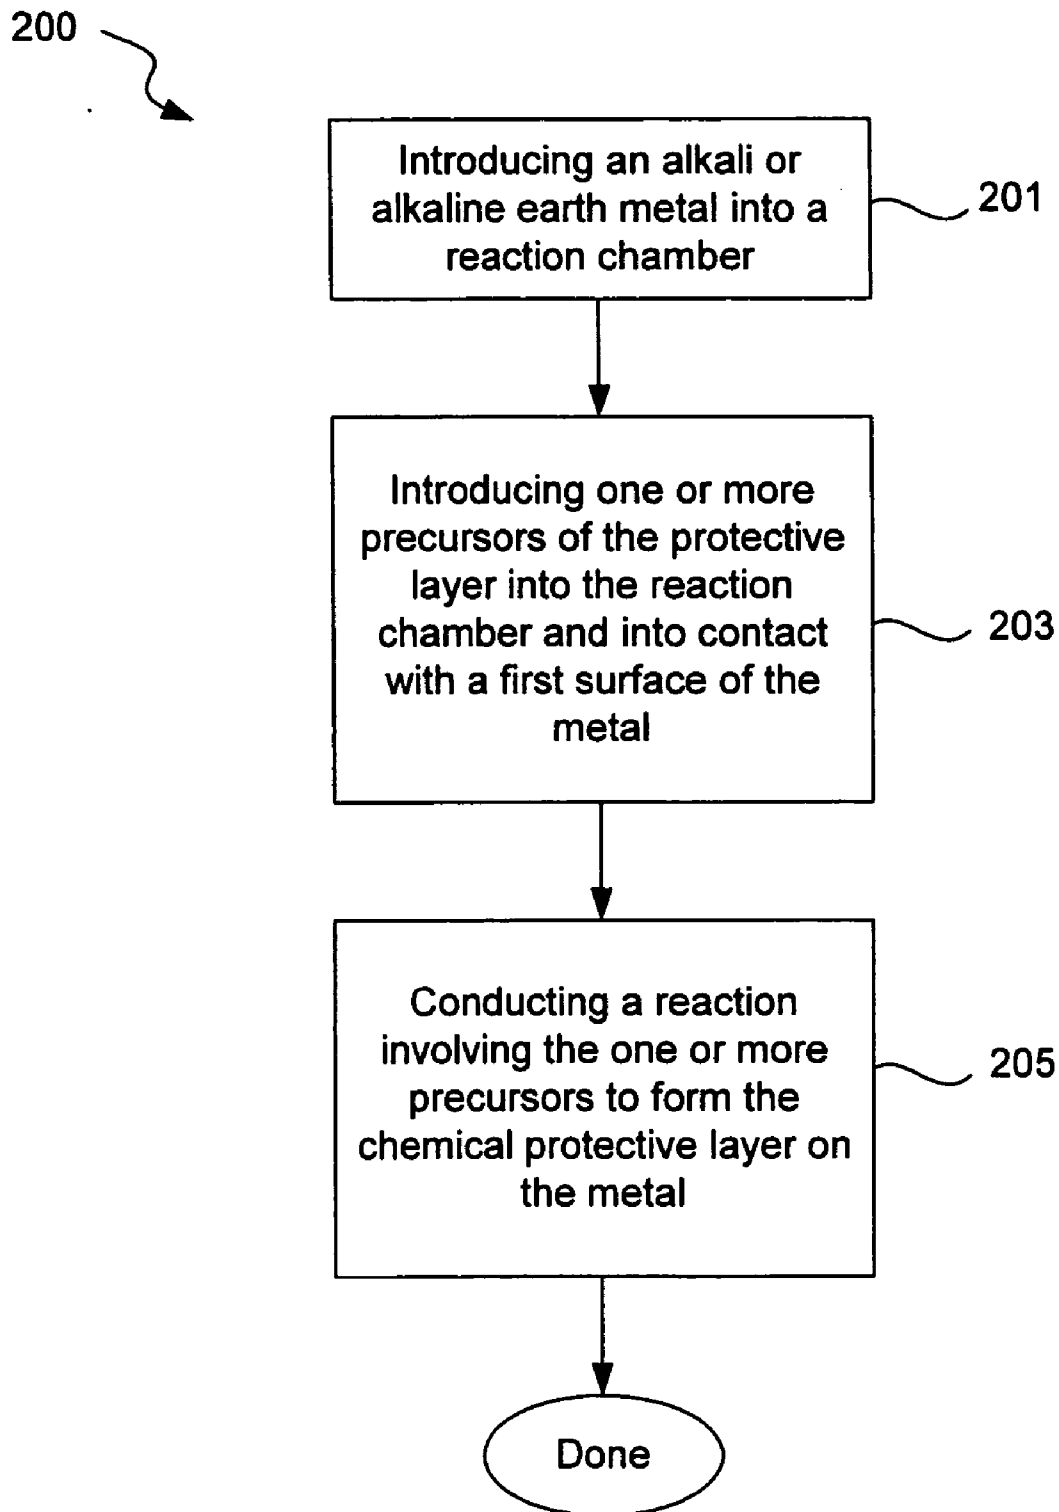 200
Introducing an alkali or
alkaline earth metal into a
reaction chamber
201
Introducing one or more
precursors of the protective
layer into the reaction
chamber and into contact
with a first surface of the
metal
203
Conducting a reaction
involving the one or more
precursors to form the
chemical protective layer on
the metal
205
Done